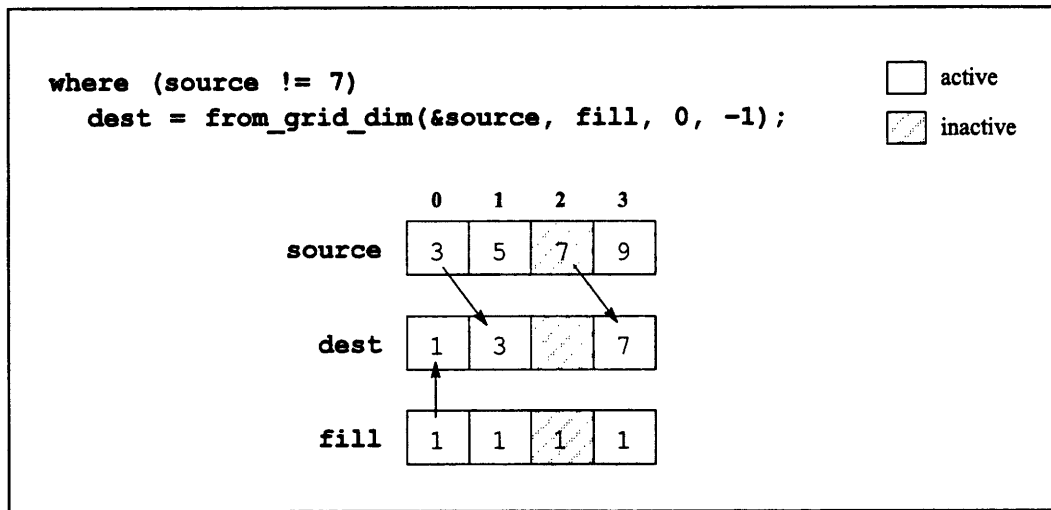 where (source != 7)
dest = from_grid_dim(&source, fill, 0, -1);
active
inactive
0 1 2 3
source 3 5 7 9
dest 1 3 7
fill 1 1 1 1